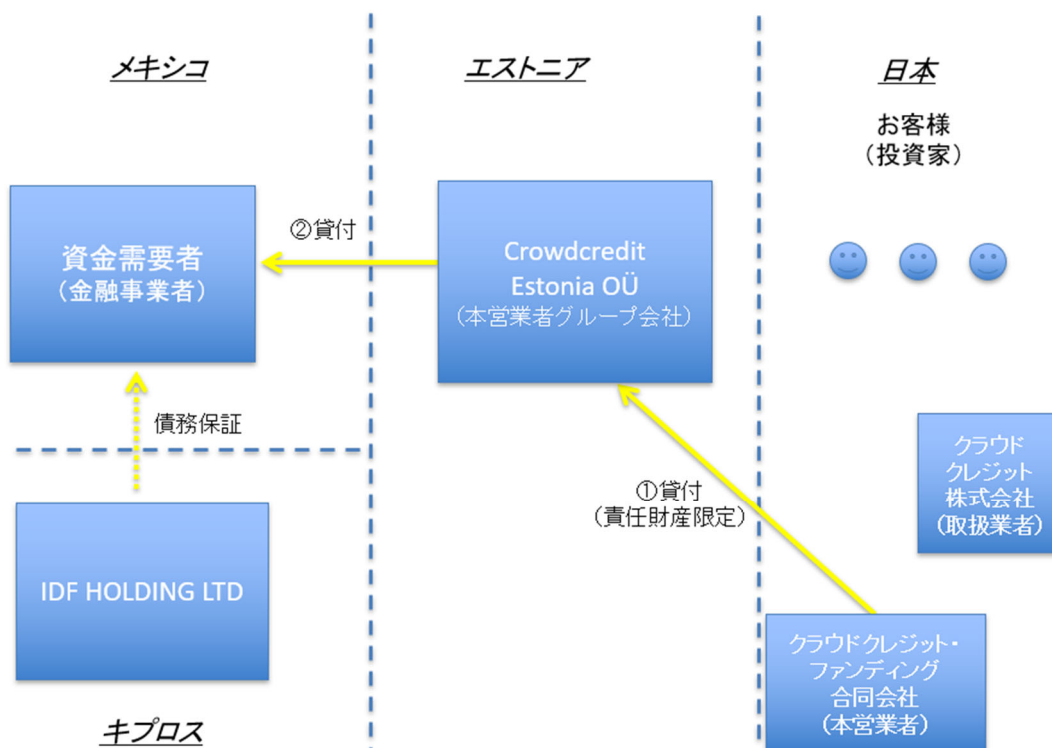 メキシコ
エストニア
日本
お客様
（投資家）
資金需要者
（金融事業者）
②貸付
Crowdcredit
Estonia OÜ
（本営業者グループ会社）
債務保証
①貸付
（責任財産限定）
クラウド
クレジット
株式会社
（取扱業者）
IDF HOLDING LTD
クラウドクレジット・
ファンディング
合同会社
（本営業者）
キプロス